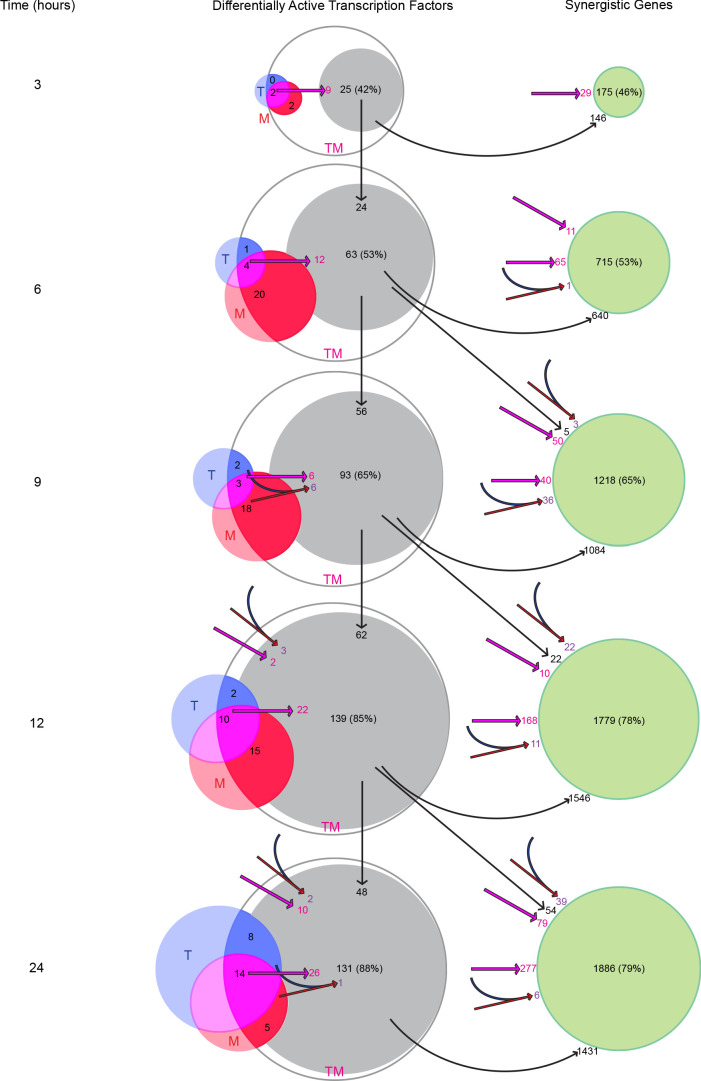 Time (hours) Differentially Active Transcription Factors Synergistic Genes
3
0
T 2 9 25 (42%) 29 175 (46%)
2
M 146
TM
24
11
1
T 4 12 63 (53%) 65 715 (53%)
6 20 1
M 640
TM
56 3
5
50
2
T 3 6 93 (65%) 40 1218 (65%)
9 6
18 36
M 1084
TM
62
3 22
2 22
10
2
T 10 22 139 (85%) 168 1779 (78%)
12
15 11
M 1546
TM
48
2 39
10 54
79
8
T 14 26 131 (88%) 277 1886 (79%)
24 1 6
5
M 1431
TM